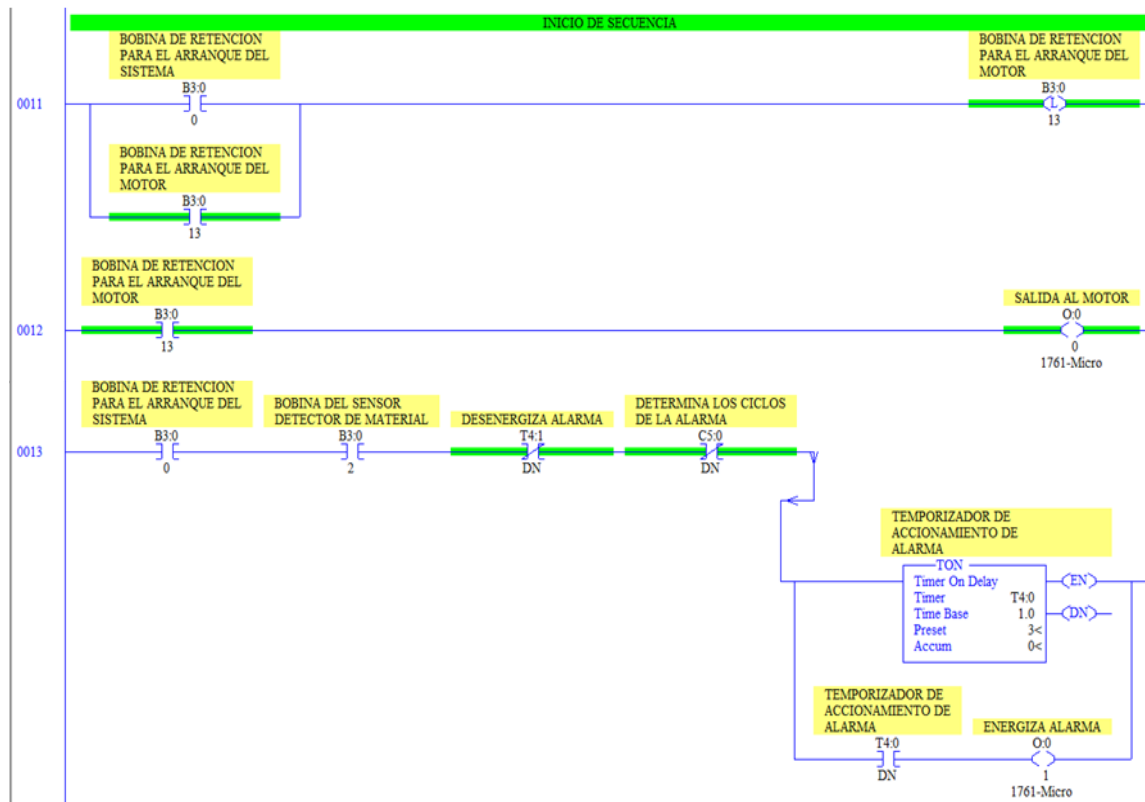 INICIO DE SECUENCIA
BOBINA DE RETENCION
PARA EL ARRANQUE DEL
SISTEMA
B3:0
0
BOBINA DE RETENCION
PARA EL ARRANQUE DEL
MOTOR
B3:0
L
13
0011
BOBINA DE RETENCION
PARA EL ARRANQUE DEL
MOTOR
B3:0
13
BOBINA DE RETENCION
PARA EL ARRANQUE DEL
MOTOR
B3:0
13
0012
SALIDA AL MOTOR
O:0
0
1761-Micro
BOBINA DE RETENCION
PARA EL ARRANQUE DEL
SISTEMA
B3:0
0
0013
BOBINA DEL SENSOR
DETECTOR DE MATERIAL
B3:0
2
DESENERGIZA ALARMA
T4:1
DN
DETERMINA LOS CICLOS
DE LA ALARMA
C5:0
DN
TEMPORIZADOR DE
ACCIONAMIENTO DE
ALARMA
TON
Timer On Delay
Timer T4:0
Time Base 1.0
Preset 3<
Accum 0<
EN
DN
TEMPORIZADOR DE
ACCIONAMIENTO DE
ALARMA
T4:0
DN
ENERGIZA ALARMA
O:0
1
1761-Micro